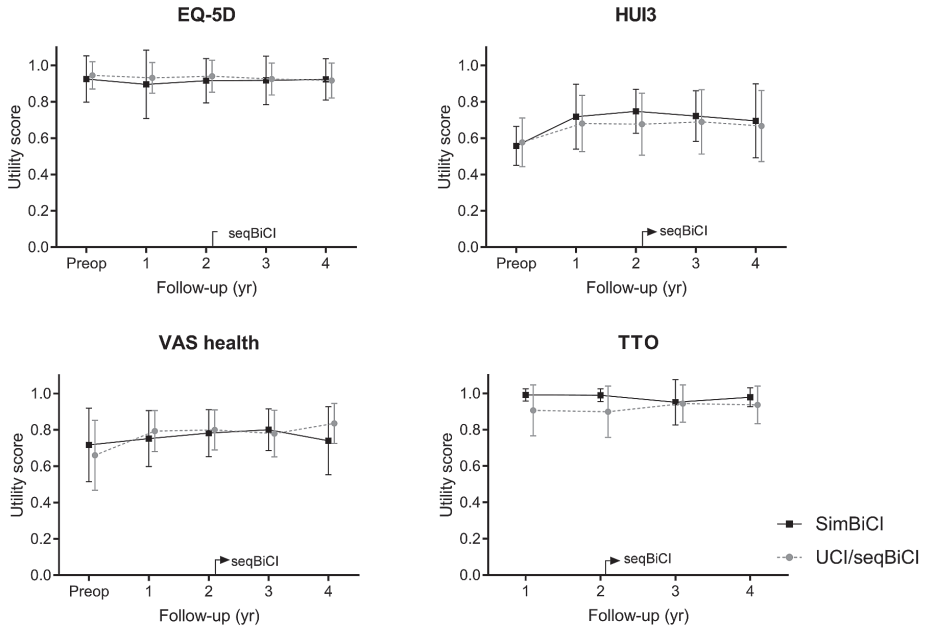 EQ-5D
HUI3
Utility score
1.0
0.8
0.6
0.4
0.2
0.0
seqBiCI
Preop 1 2 3 4
Follow-up (yr)
Utility score
1.0
0.8
0.6
0.4
0.2
0.0
seqBiCI
Preop 1 2 3 4
Follow-up (yr)
VAS health
TTO
Utility score
1.0
0.8
0.6
0.4
0.2
0.0
seqBiCI
Preop 1 2 3 4
Follow-up (yr)
Utility score
1.0
0.8
0.6
0.4
0.2
0.0
seqBiCI
1 2 3 4
Follow-up (yr)
SimBiCI
UCI/seqBiCI